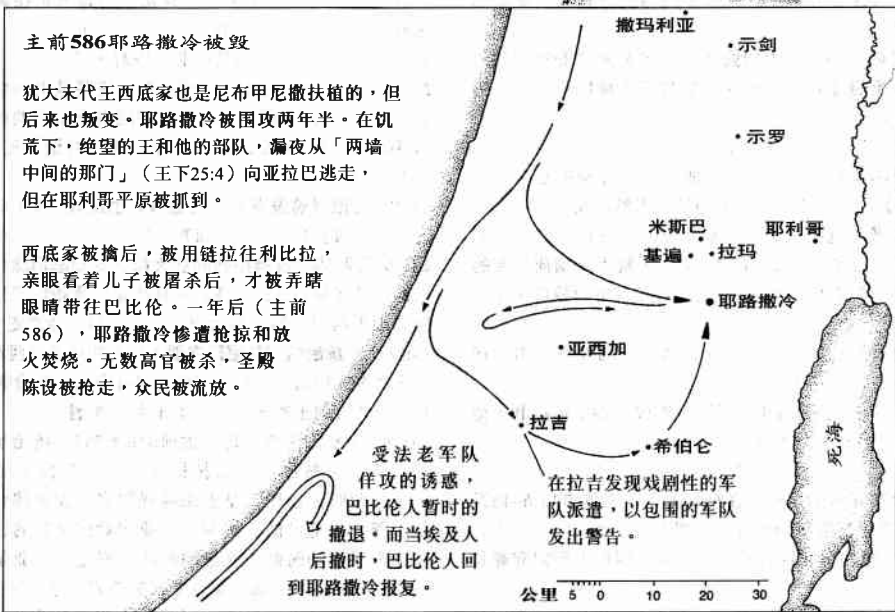 主前586耶路撒冷被毁
犹大末代王西底家也是尼布甲尼撒扶植的，但
后来也叛变。耶路撒冷被围攻两年半。在饥
荒下，绝望的王和他的部队，漏夜从「两墙
中间的那门」（王下25:4）向亚拉巴逃走，
但在耶利哥平原被抓到。
西底家被擒后，被用链拉往利比拉，
亲眼看着儿子被屠杀后，才被弄瞎
眼睛带往巴比伦。一年后（主前
586），耶路撒冷惨遭抢掠和放
火焚烧。无数高官被杀，圣殿
陈设被抢走，众民被流放。
撒玛利亚
示剑
示罗
米斯巴
耶利哥
基遍
拉玛
耶路撒冷
亚西加
拉吉
希伯仑
死海
受法老军队
佯攻的诱惑，
巴比伦人暂时的
撤退。而当埃及人
后撤时，巴比伦人回
到耶路撒冷报复。
在拉吉发现戏剧性的军
队派遣，以包围的军队
发出警告。
公里 5 0 10 20 30